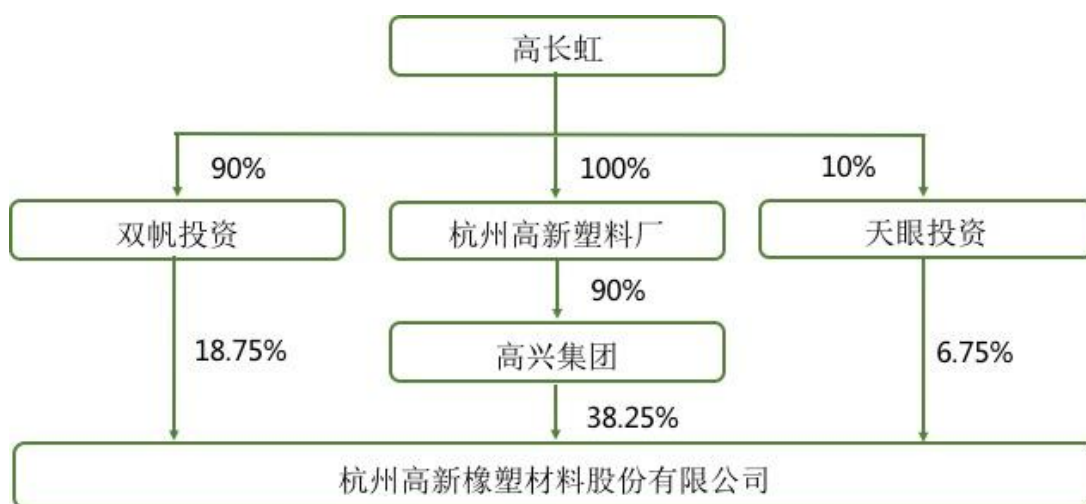 高长虹
90%
100%
10%
双帆投资
杭州高新塑料厂
天眼投资
90%
18.75%
高兴集团
6.75%
38.25%
杭州高新橡塑材料股份有限公司